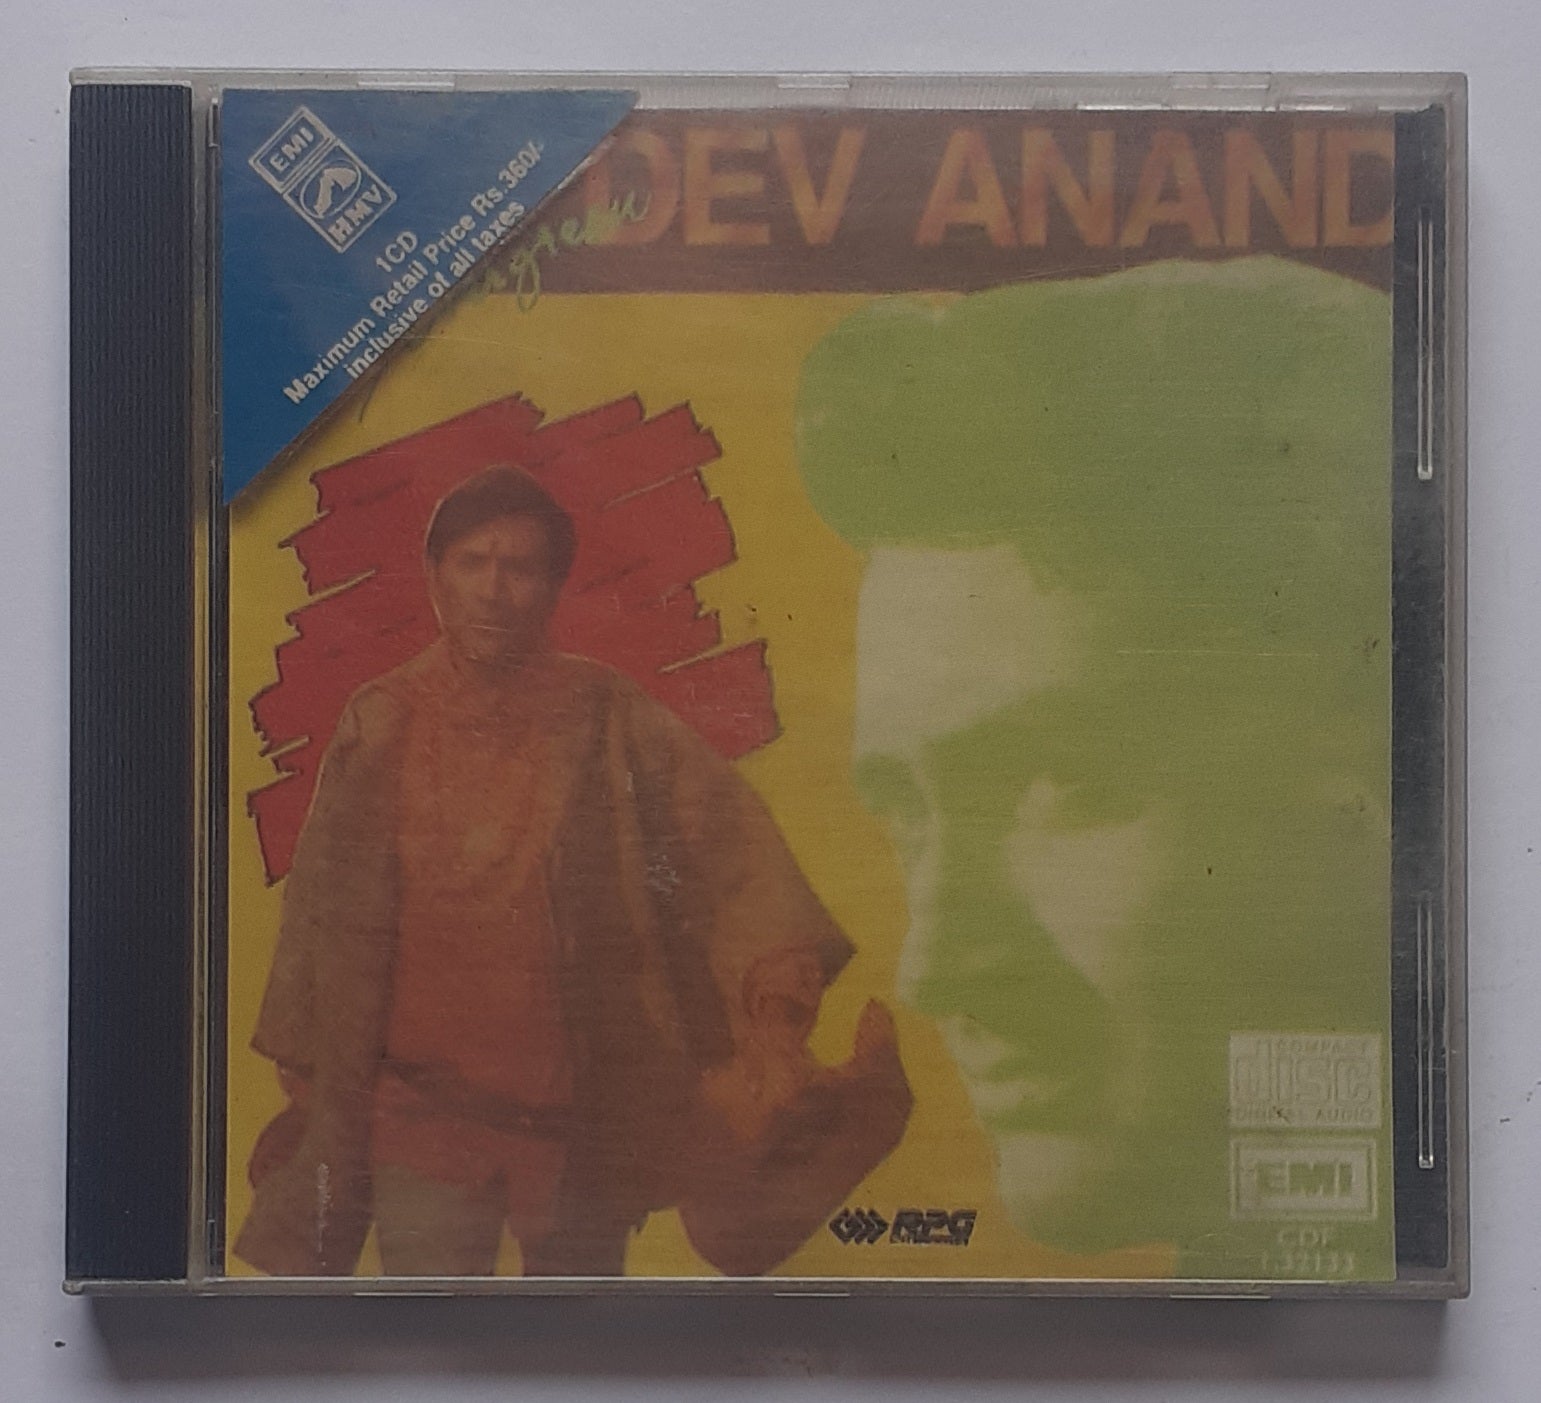 EMI
HMV
1CD
Maximum Retail Price Rs.360/-
inclusive of all taxes
DEV ANAND
RPG
COMPACT
disc
DIGITAL AUDIO
EMI
CDF